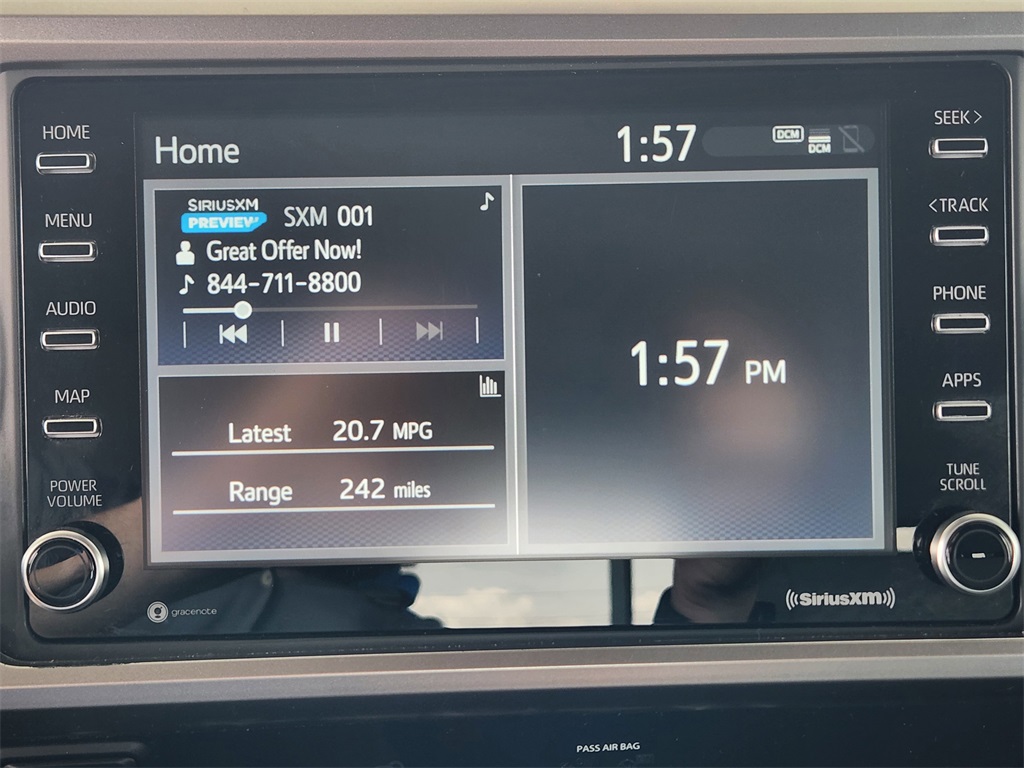 HOME
MENU
AUDIO
MAP
POWER
VOLUME
Home
1:57
DCM
DCM
SIRIUSXM
PREVIEW
SXM 001
Great Offer Now!
844-711-8800
Latest 20.7 MPG
Range 242 miles
1:57 PM
SEEK >
< TRACK
PHONE
APPS
TUNE
SCROLL
gracenote
((SiriusXM))
PASS AIR BAG